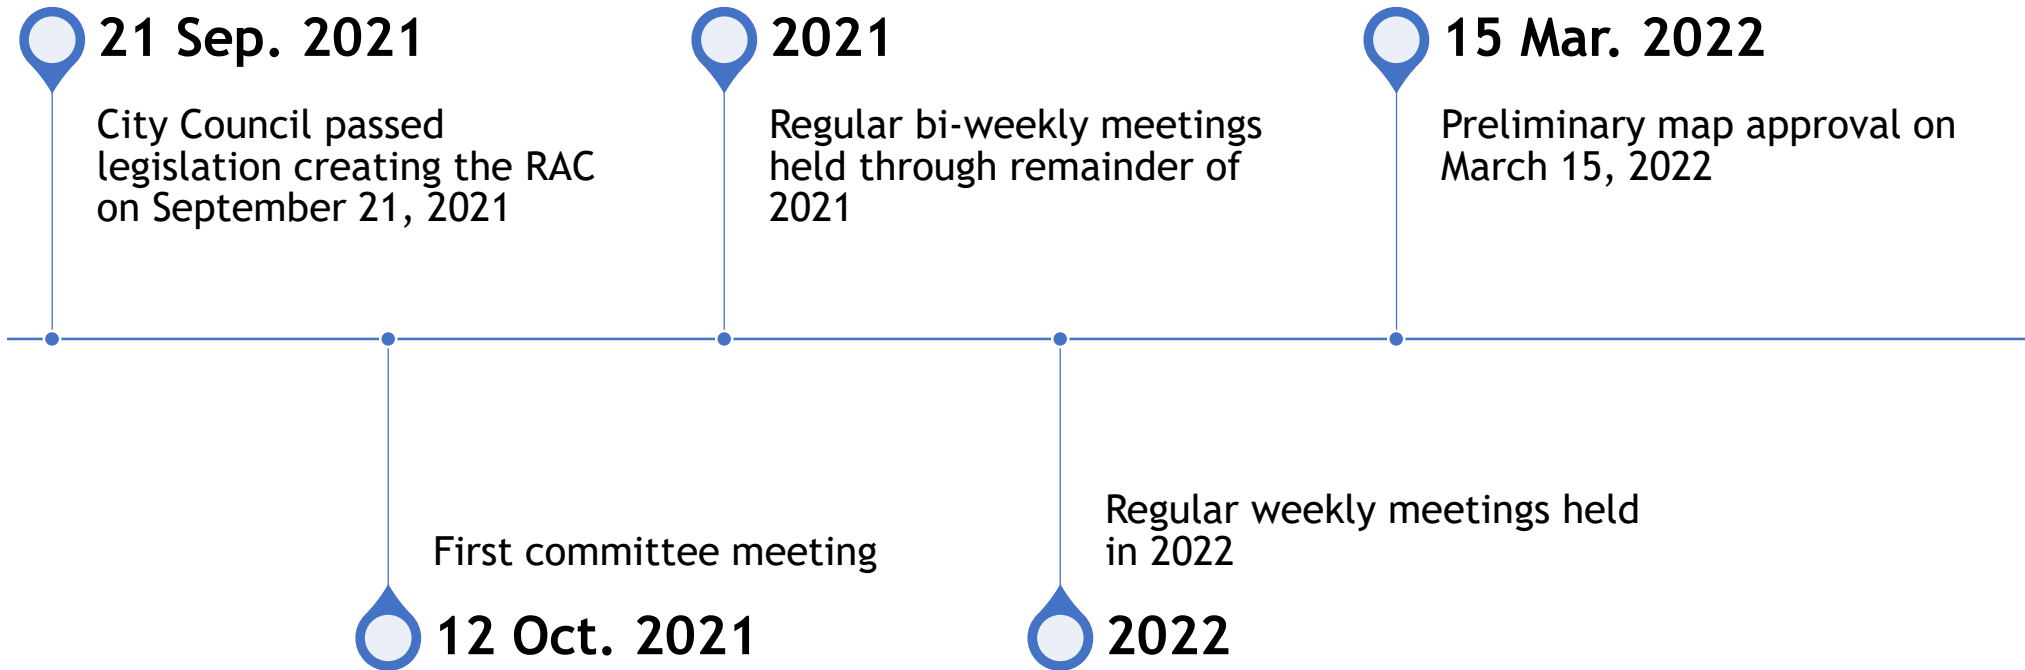 21 Sep. 2021
City Council passed
legislation creating the RAC
on September 21, 2021
First committee meeting
12 Oct. 2021
2021
Regular bi-weekly meetings
held through remainder of
2021
Regular weekly meetings held
in 2022
2022
15 Mar. 2022
Preliminary map approval on
March 15, 2022